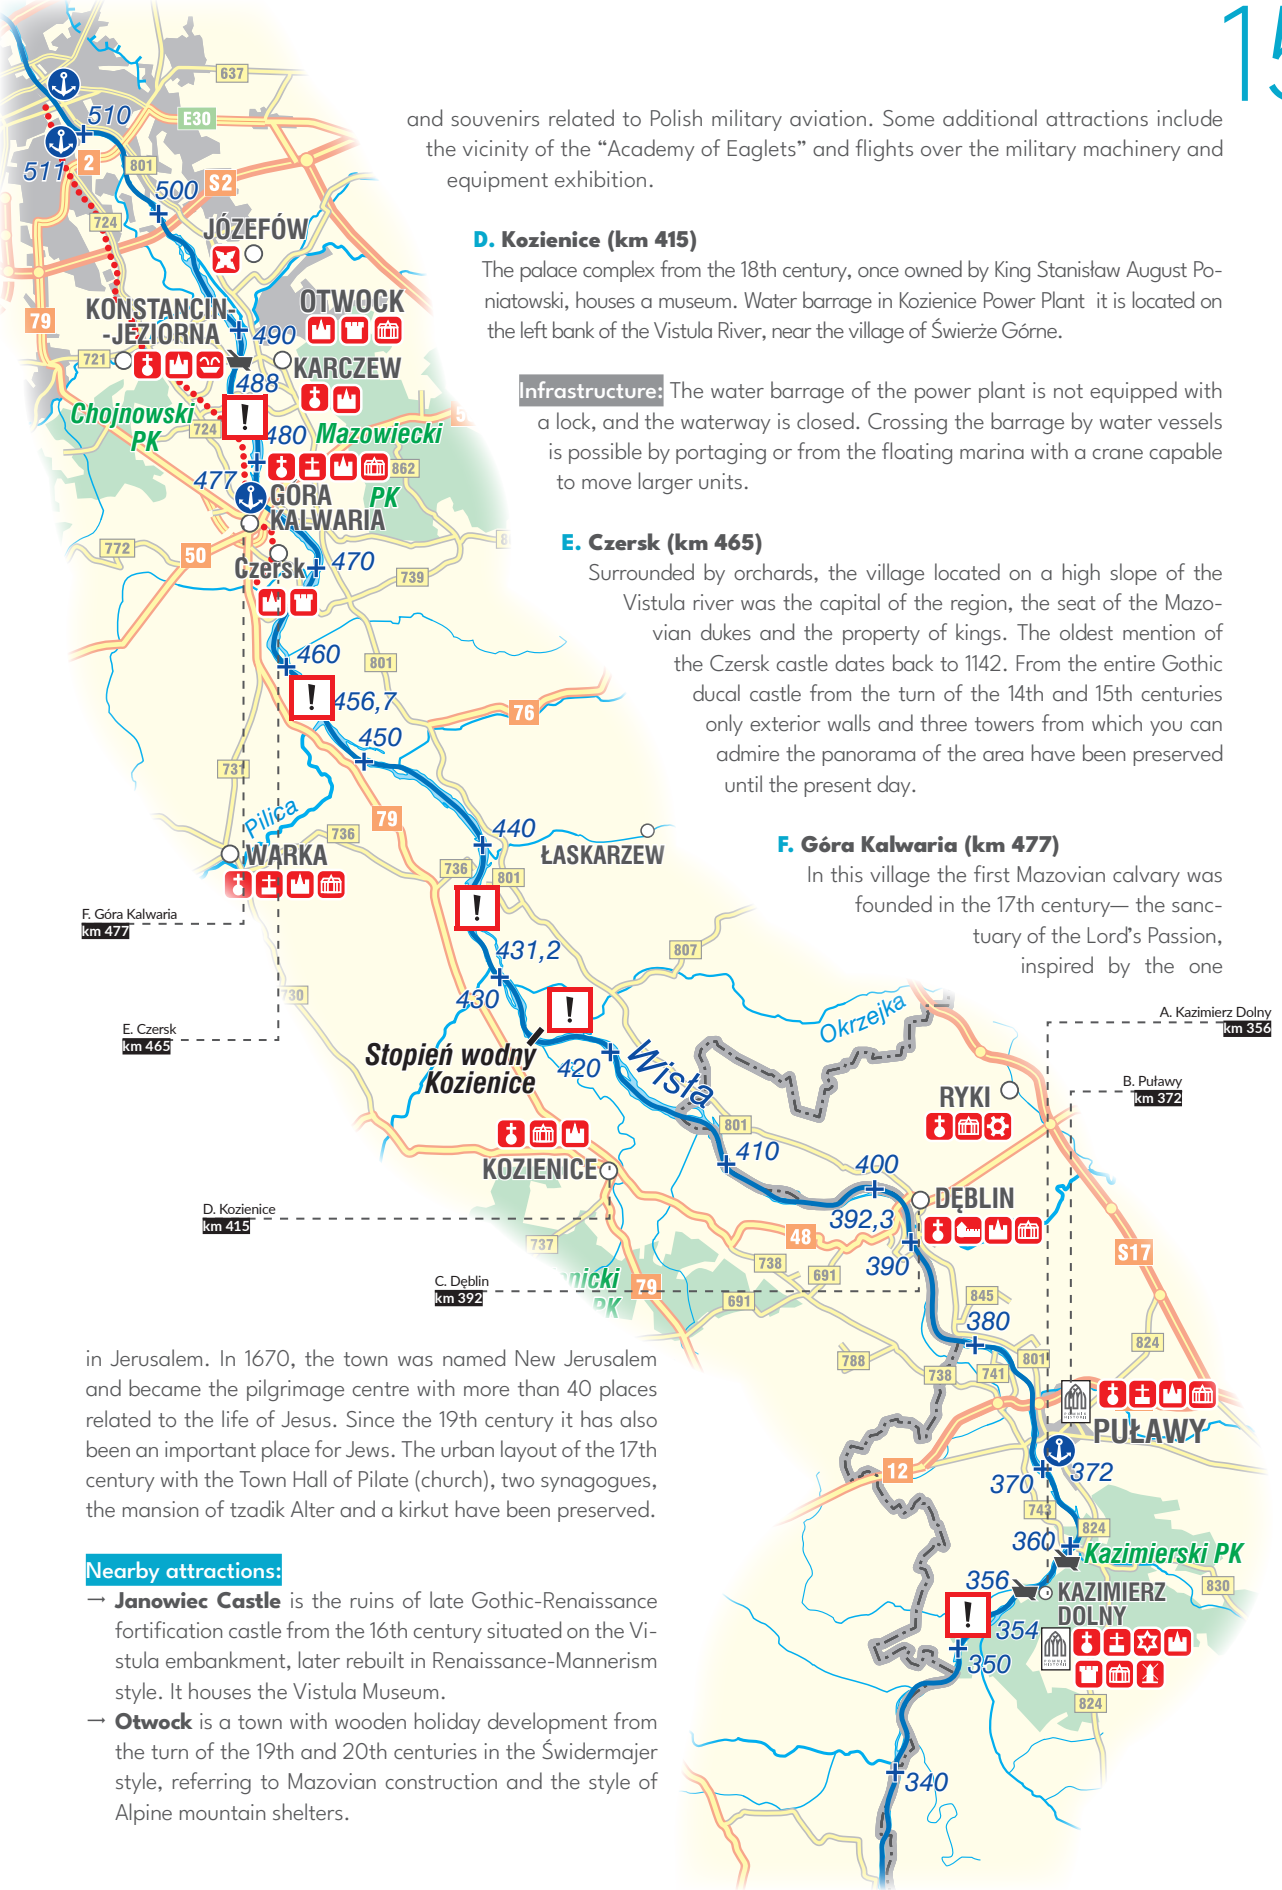 15
and souvenirs related to Polish military aviation. Some additional attractions include
the vicinity of the “Academy of Eaglets” and flights over the military machinery and
equipment exhibition.
D. Kozienice (km 415)
The palace complex from the 18th century, once owned by King Stanisław August Po-
niatowski, houses a museum. Water barrage in Kozienice Power Plant it is located on
the left bank of the Vistula River, near the village of Świerże Górne.
Infrastructure: The water barrage of the power plant is not equipped with
a lock, and the waterway is closed. Crossing the barrage by water vessels
is possible by portaging or from the floating marina with a crane capable
to move larger units.
E. Czersk (km 465)
Surrounded by orchards, the village located on a high slope of the
Vistula river was the capital of the region, the seat of the Mazo-
vian dukes and the property of kings. The oldest mention of
the Czersk castle dates back to 1142. From the entire Gothic
ducal castle from the turn of the 14th and 15th centuries
only exterior walls and three towers from which you can
admire the panorama of the area have been preserved
until the present day.
F. Góra Kalwaria (km 477)
In this village the first Mazovian calvary was
founded in the 17th century— the sanc-
tuary of the Lord’s Passion,
inspired by the one
in Jerusalem. In 1670, the town was named New Jerusalem
and became the pilgrimage centre with more than 40 places
related to the life of Jesus. Since the 19th century it has also
been an important place for Jews. The urban layout of the 17th
century with the Town Hall of Pilate (church), two synagogues,
the mansion of tzadik Alter and a kirkut have been preserved.
Nearby attractions:
→ Janowiec Castle is the ruins of late Gothic-Renaissance
fortification castle from the 16th century situated on the Vi-
stula embankment, later rebuilt in Renaissance-Mannerism
style. It houses the Vistula Museum.
→ Otwock is a town with wooden holiday development from
the turn of the 19th and 20th centuries in the Świdermajer
style, referring to Mazovian construction and the style of
Alpine mountain shelters.
637
510
E30
511
2
801
500
S2
724
JÓZEFÓW
79
KONSTANCIN-
-JEZIORNA
OTWOCK
490
721
KARCZEW
488
Chojnowski
PK
724
!
480
Mazowiecki
PK
862
477
GÓRA
KALWARIA
772
50
Czersk
470
739
460
801
!
456,7
76
450
731
Pilica
79
736
440
WARKA
ŁASKARZEW
736
801
!
F. Góra Kalwaria
km 477
431,2
807
730
430
!
Okrzejka
E. Czersk
km 465
Stopień wodny
Kozienice
420
Wisła
A. Kazimierz Dolny
km 356
B. Puławy
km 372
RYKI
801
410
KOZIENICE
400
DĘBLIN
D. Kozienice
km 415
392,3
48
390
S17
737
738
691
nicki
PK
79
C. Dęblin
km 392
691
845
380
824
788
801
738
741
PUŁAWY
12
370
372
743
824
360
Kazimierski PK
356
830
KAZIMIERZ
DOLNY
!
354
350
824
340